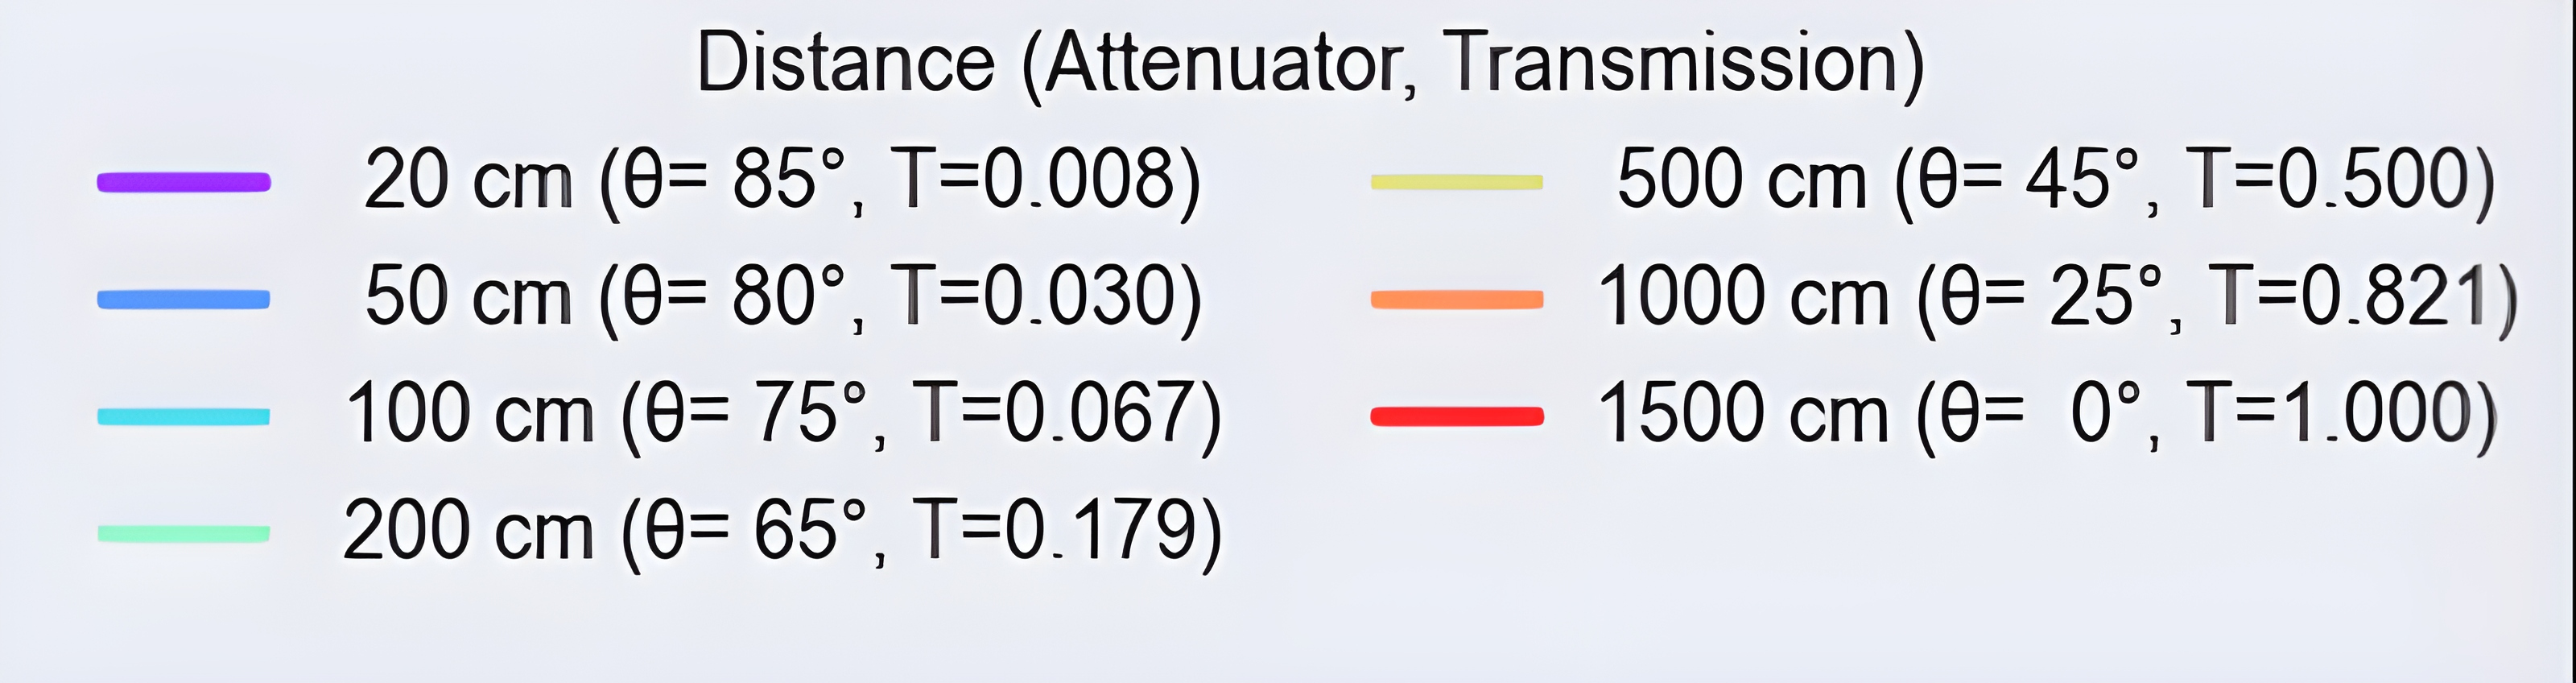 Distance (Attenuator, Transmission)
20 cm (θ= 85°, T=0.008)
50 cm (θ= 80°, T=0.030)
100 cm (θ= 75°, T=0.067)
200 cm (θ= 65°, T=0.179)
500 cm (θ= 45°, T=0.500)
1000 cm (θ= 25°, T=0.821)
1500 cm (θ= 0°, T=1.000)